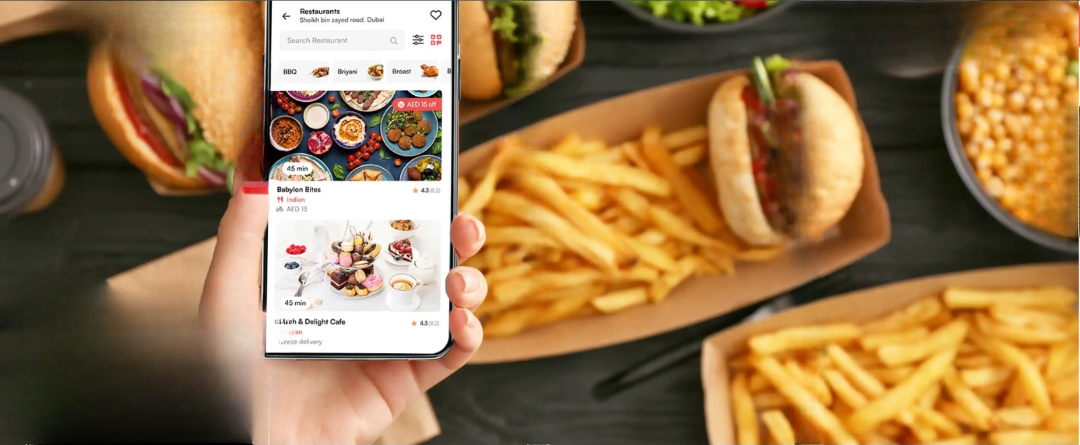 Restaurants
Sheikh bin zayed road, Dubai
Search Restaurant
BBQ Briyani Broast
AED 15 off
45 min
Babylon Bites 4.3
Indian
AED 15
45 min
& Delight Cafe 4.3
delivery